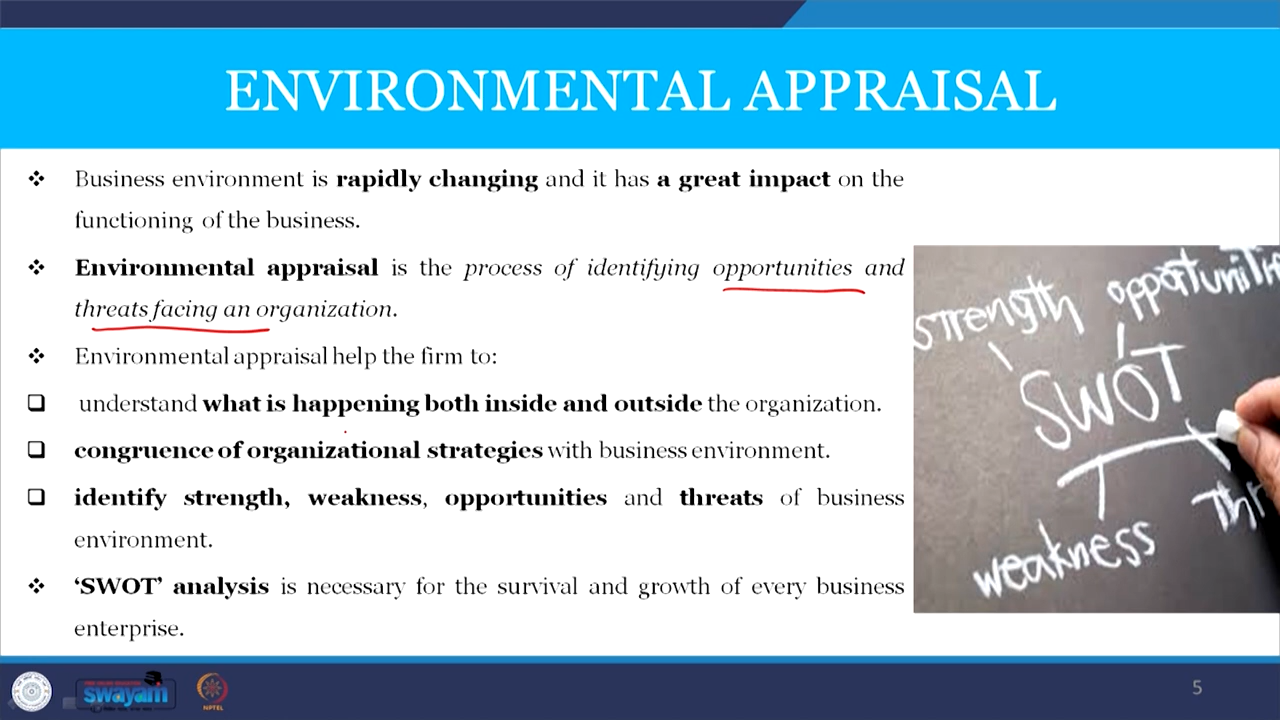 ENVIRONMENTAL APPRAISAL
❖ Business environment is rapidly changing and it has a great impact on the
functioning of the business.
❖ Environmental appraisal is the process of identifying opportunities and
threats facing an organization.
❖ Environmental appraisal help the firm to:
❑ understand what is happening both inside and outside the organization.
❑ congruence of organizational strategies with business environment.
❑ identify strength, weakness, opportunities and threats of business
environment.
❖ ‘SWOT’ analysis is necessary for the survival and growth of every business
enterprise.
strength opportunitie
SWOT
weakness Thr
swayam
NPTEL
5